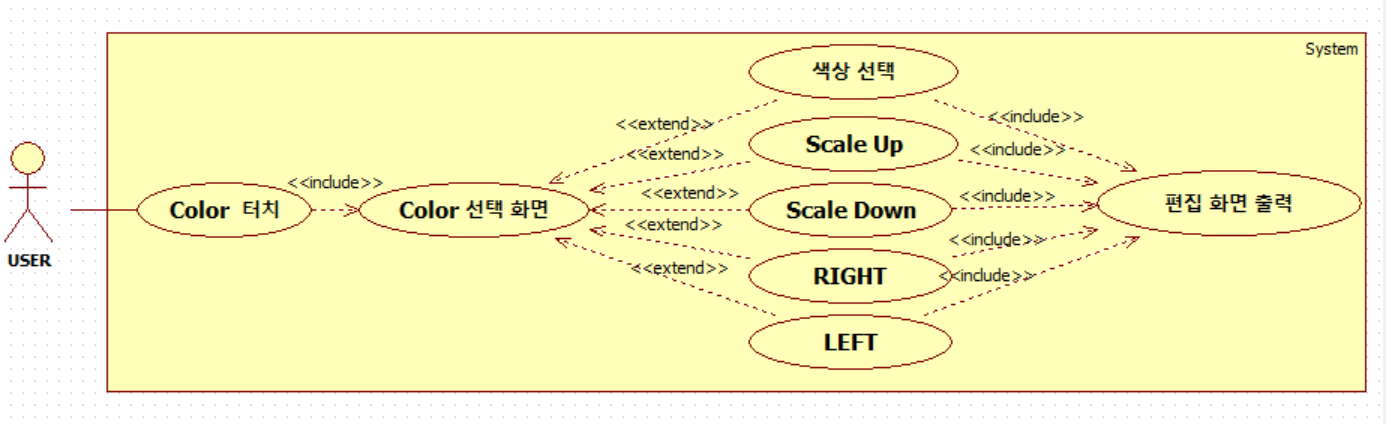 System
색상 선택
<<extend>>
<<include>>
Scale Up
<<extend>>
<<include>>
USER
Color 터치
<<include>>
Color 선택 화면
<<extend>>
Scale Down
<<include>>
편집 화면 출력
<<extend>>
RIGHT
<<include>>
<<extend>>
LEFT
<<include>>